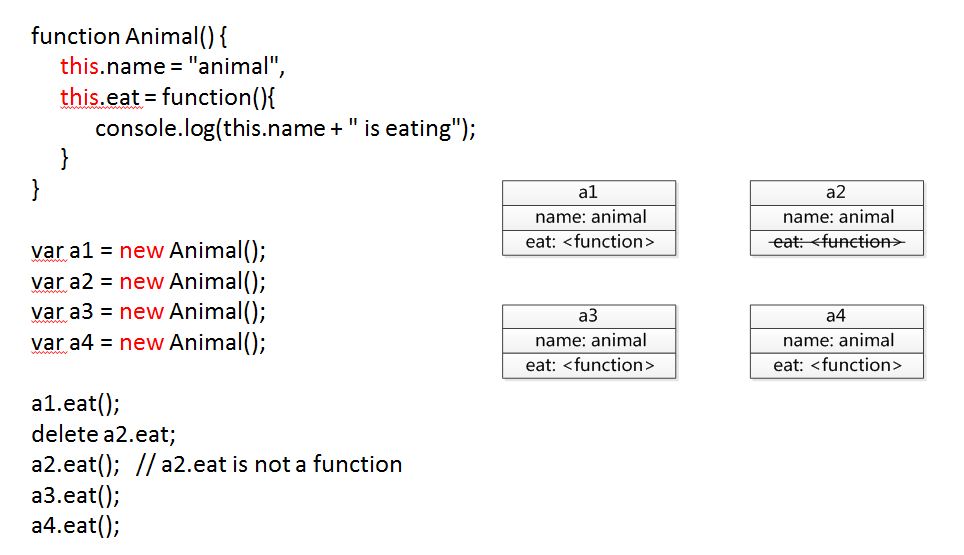 function Animal() {
this.name = "animal",
this.eat = function(){
console.log(this.name + " is eating");
}
}
var a1 = new Animal();
var a2 = new Animal();
var a3 = new Animal();
var a4 = new Animal();
a1.eat();
delete a2.eat;
a2.eat();  // a2.eat is not a function
a3.eat();
a4.eat();
a1
name: animal
eat: <function>
a2
name: animal
eat: <function>
a3
name: animal
eat: <function>
a4
name: animal
eat: <function>